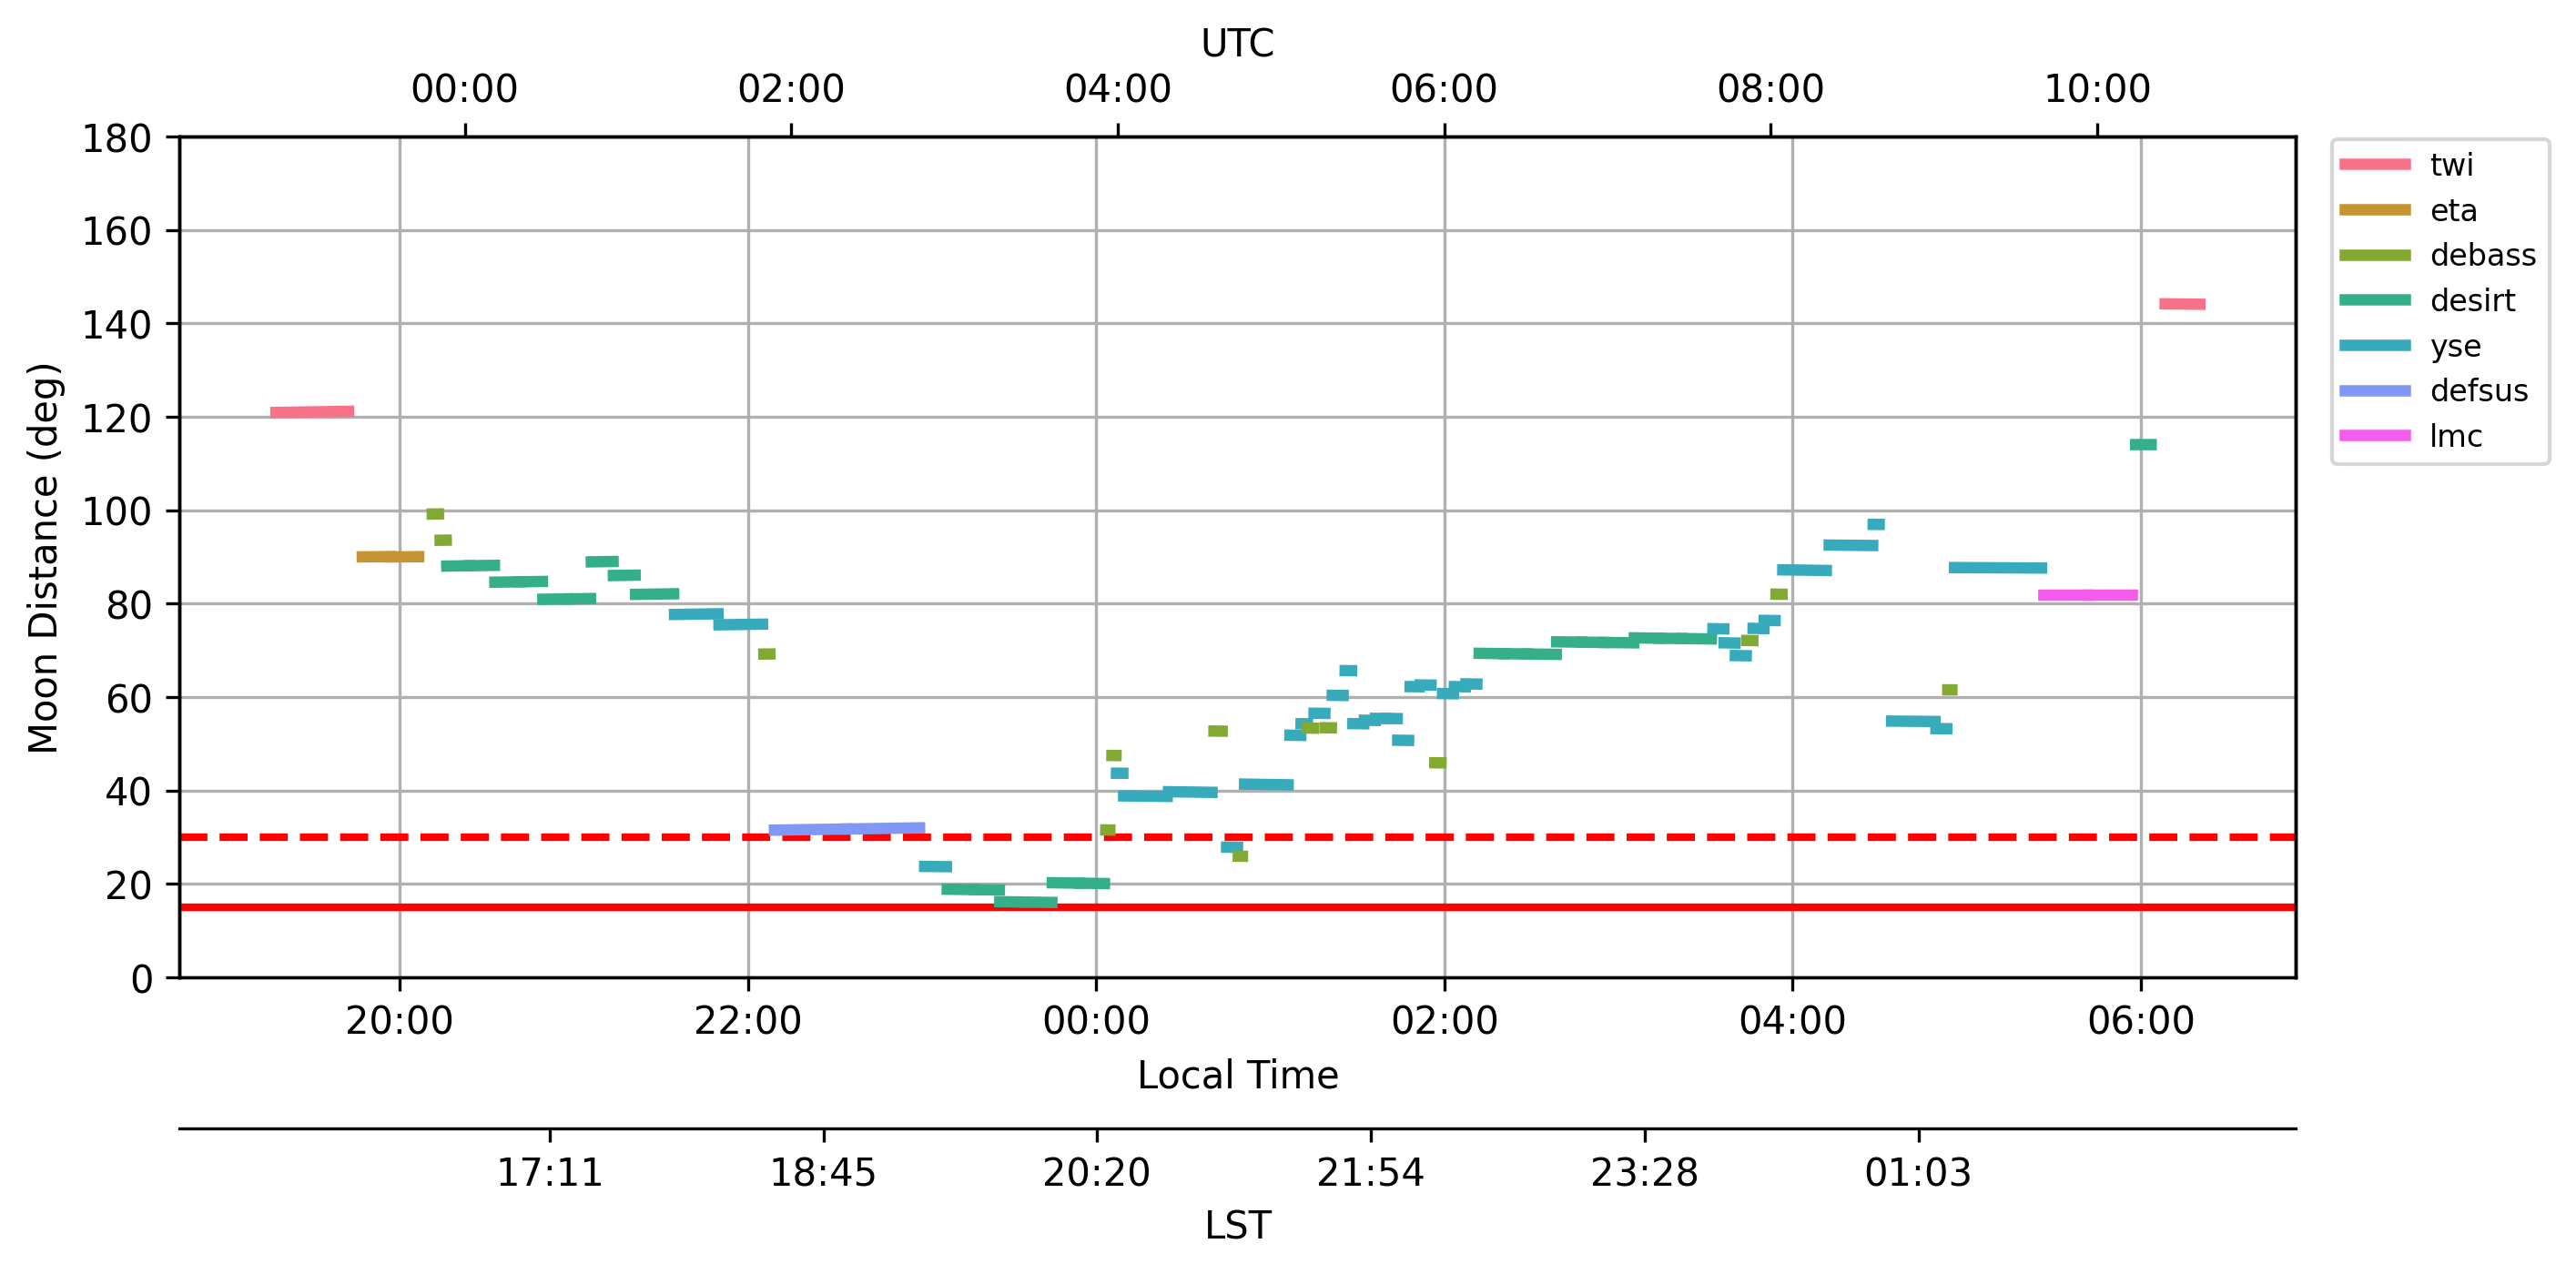 UTC
00:00 02:00 04:00 06:00 08:00 10:00
180
160
140
120
100
80
60
40
20
0
Moon Distance (deg)
twi
eta
debass
desirt
yse
defsus
lmc
20:00 22:00 00:00 02:00 04:00 06:00
Local Time
17:11 18:45 20:20 21:54 23:28 01:03
LST